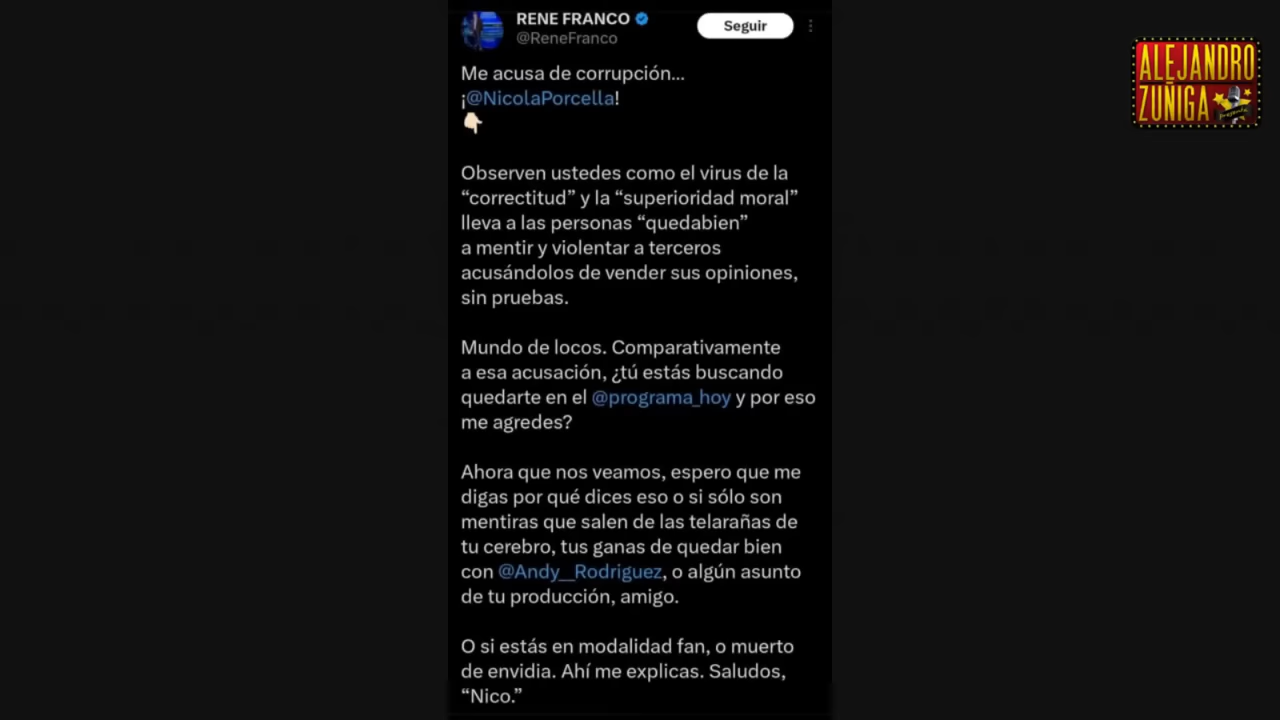 RENE FRANCO
@ReneFranco
Seguir
ALEJANDRO
ZUÑIGA
Me acusa de corrupción...
¡@NicolaPorcella!
👇🏻
Observen ustedes como el virus de la
“correctitud” y la “superioridad moral”
lleva a las personas “quedabien”
a mentir y violentar a terceros
acusándolos de vender sus opiniones,
sin pruebas.
Mundo de locos. Comparativamente
a esa acusación, ¿tú estás buscando
quedarte en el @programa_hoy y por eso
me agredes?
Ahora que nos veamos, espero que me
digas por qué dices eso o si sólo son
mentiras que salen de las telarañas de
tu cerebro, tus ganas de quedar bien
con @Andy__Rodriguez, o algún asunto
de tu producción, amigo.
O si estás en modalidad fan, o muerto
de envidia. Ahí me explicas. Saludos,
“Nico.”